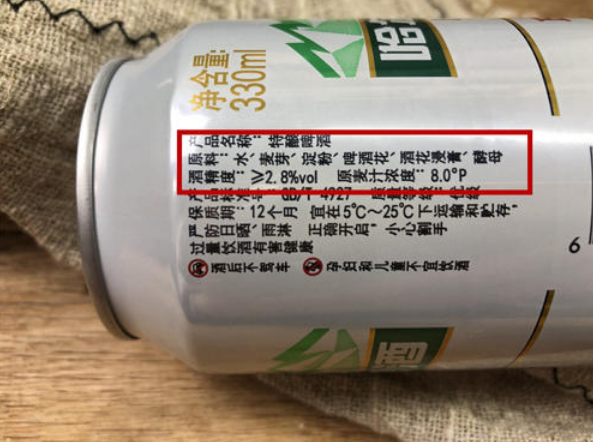 净含量:
330ml
哈
产品名称：特酿啤酒
原料：水、麦芽、淀粉、啤酒花、酒花浸膏、酵母
酒精度：≥2.8%vol 原麦汁浓度：8.0°P
产品标准号：GB/T 4927 质量等级：优级
保质期：12个月 宜在5℃～25℃下运输和贮存，
严防日晒、雨淋 正确开启，小心割手
过量饮酒有害健康
酒后不驾车 孕妇和儿童不宜饮酒
6